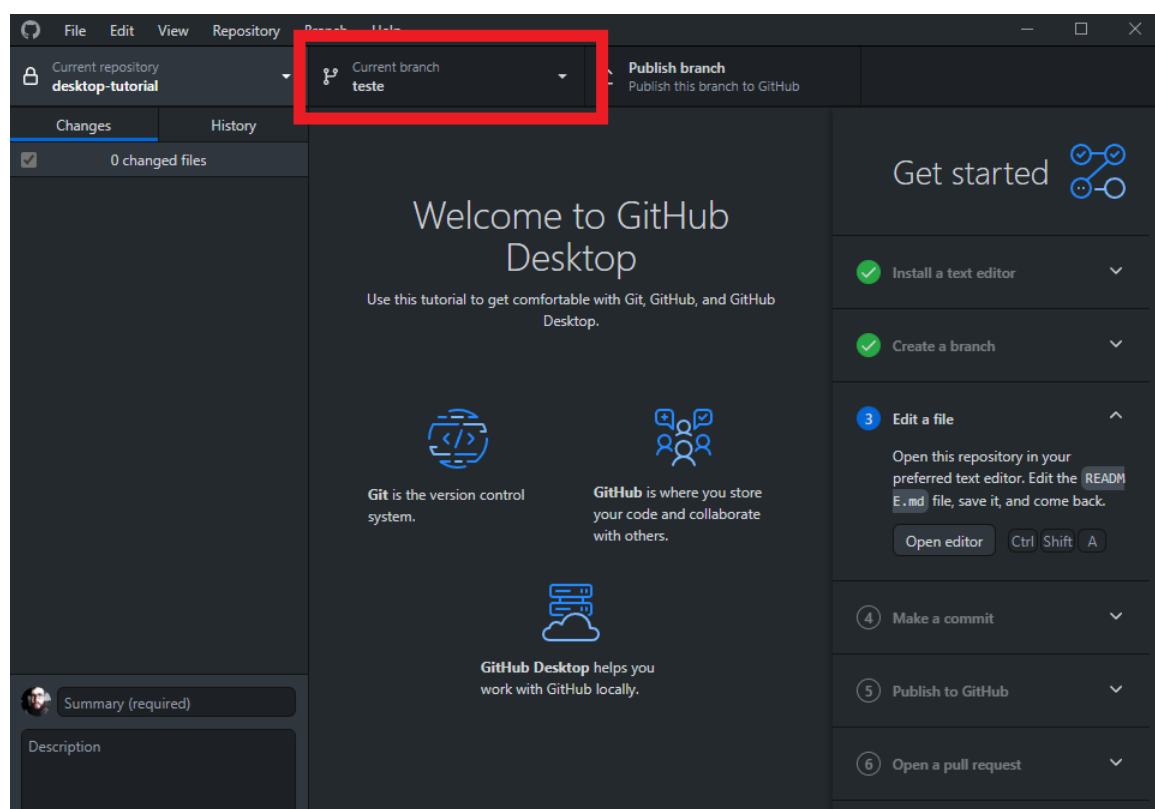 File Edit View Repository Branch Help
Current repository
desktop-tutorial
Current branch
teste
Publish branch
Publish this branch to GitHub
Changes History
0 changed files
Welcome to GitHub
Desktop
Use this tutorial to get comfortable with Git, GitHub, and GitHub
Desktop.
Git is the version control
system.
GitHub is where you store
your code and collaborate
with others.
GitHub Desktop helps you
work with GitHub locally.
Summary (required)
Description
Get started
Install a text editor
Create a branch
3 Edit a file
Open this repository in your
preferred text editor. Edit the READM
E.md file, save it, and come back.
Open editor Ctrl Shift A
4 Make a commit
5 Publish to GitHub
6 Open a pull request